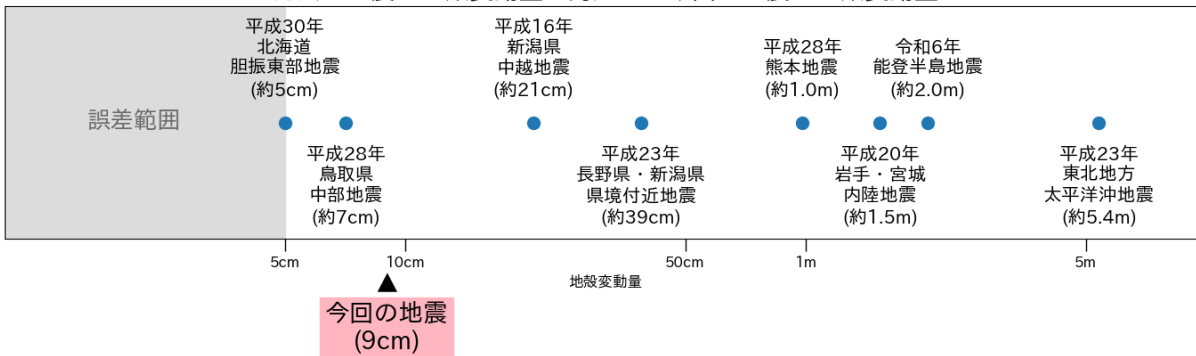 平成30年
北海道
胆振東部地震
(約5cm)
平成16年
新潟県
中越地震
(約21cm)
平成28年
熊本地震
(約1.0m)
令和6年
能登半島地震
(約2.0m)
誤差範囲
平成28年
鳥取県
中部地震
(約7cm)
平成23年
長野県・新潟県
県境付近地震
(約39cm)
平成20年
岩手・宮城
内陸地震
(約1.5m)
平成23年
東北地方
太平洋沖地震
(約5.4m)
5cm
10cm
50cm
1m
5m
地殻変動量
今回の地震
(9cm)